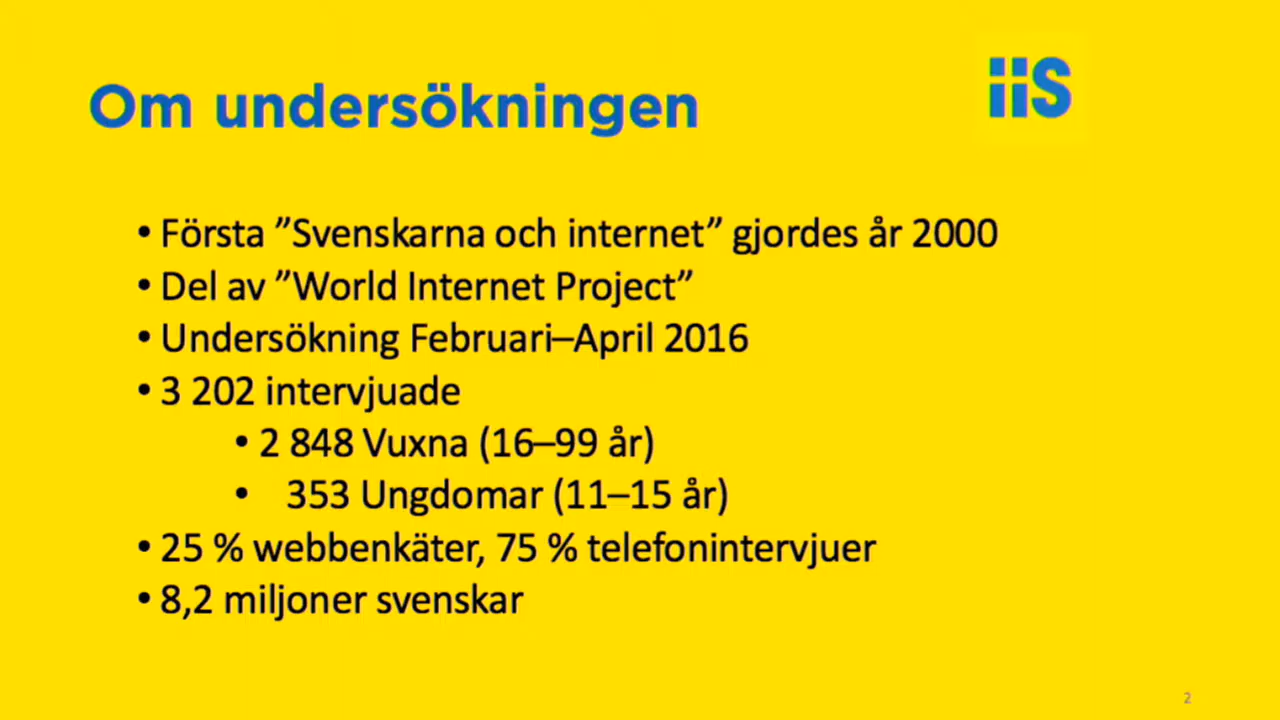 Om undersökningen
iis
• Första ”Svenskarna och internet” gjordes år 2000
• Del av ”World Internet Project”
• Undersökning Februari–April 2016
• 3 202 intervjuade
• 2 848 Vuxna (16–99 år)
• 353 Ungdomar (11–15 år)
• 25 % webbenkäter, 75 % telefonintervjuer
• 8,2 miljoner svenskar
2